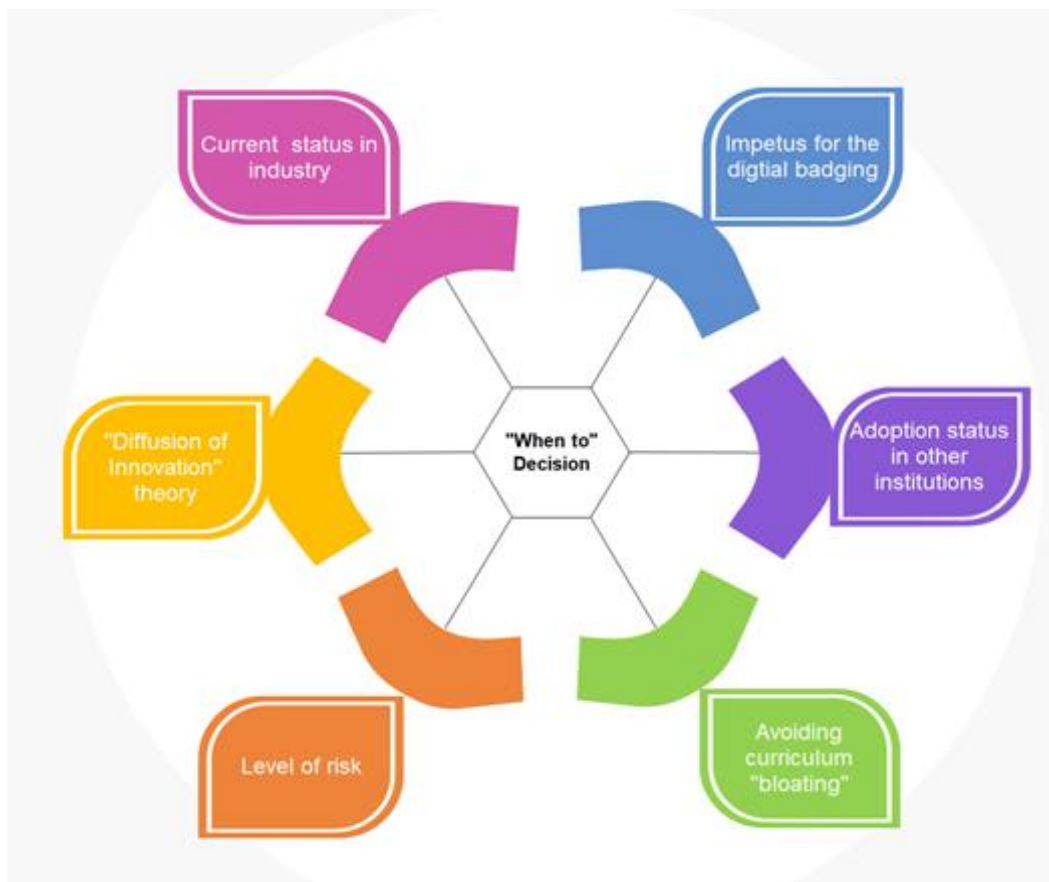 Current status in
industry
Impetus for the
digtial badging
"Diffusion of
Innovation"
theory
"When to"
Decision
Adoption status
in other
institutions
Level of risk
Avoiding
curriculum
"bloating"